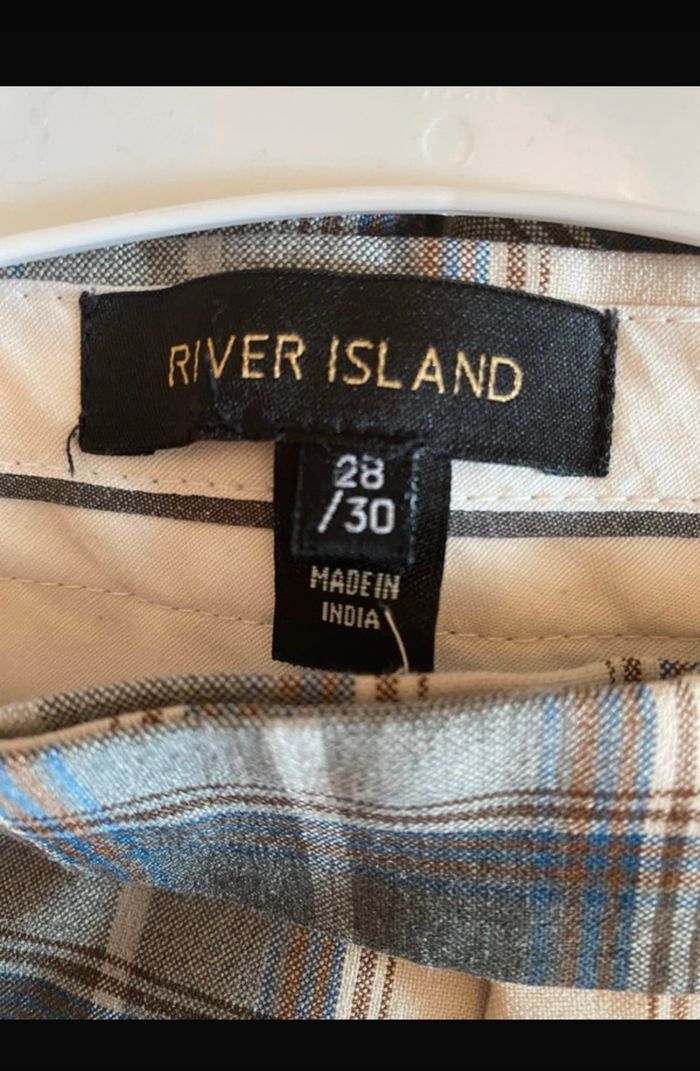 RIVER ISLAND
28
/30
MADE IN
INDIA